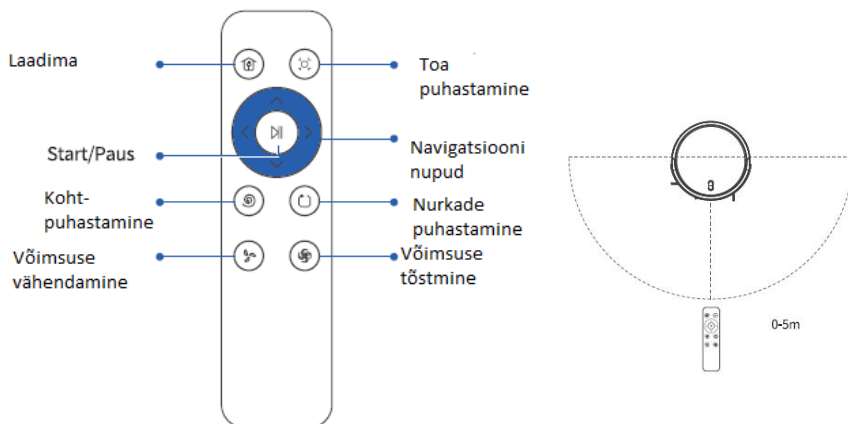 Laadima
Toa
puhastamine
Start/Paus
Navigatsiooni
nupud
Koht-
puhastamine
Nurkade
puhastamine
Võimsuse
vähendamine
Võimsuse
tõstmine
0-5m